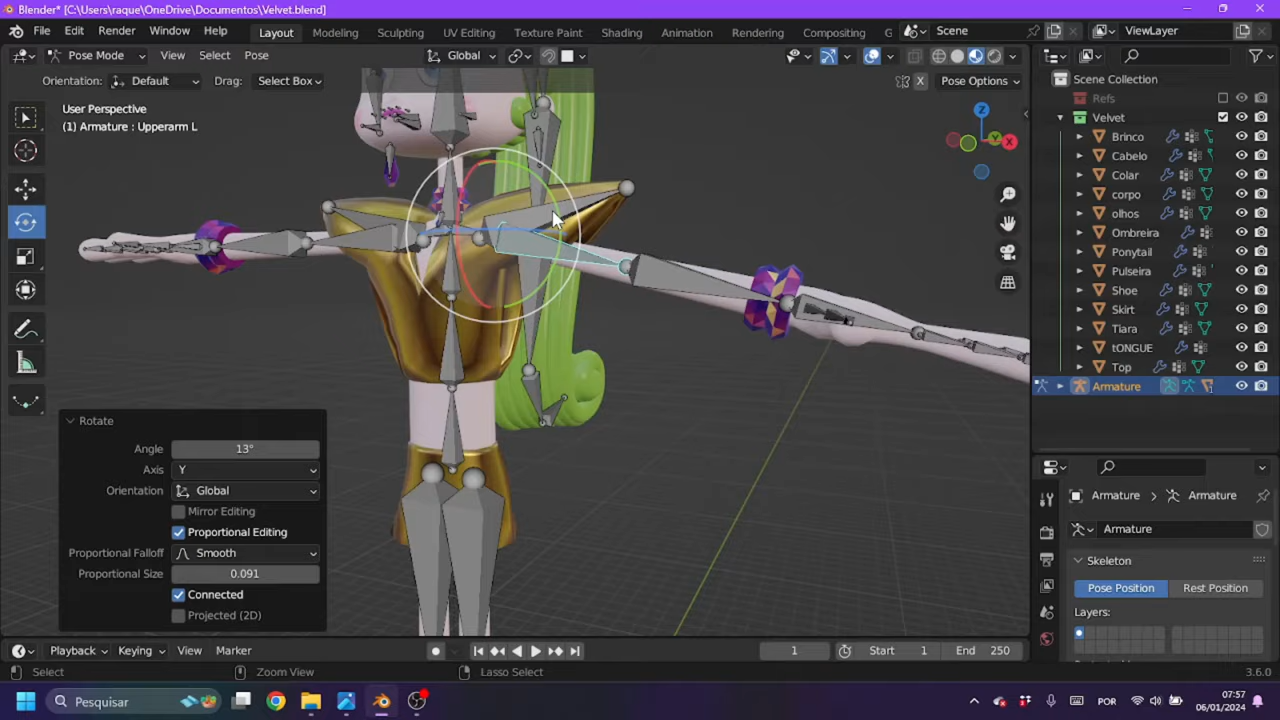 Blender* [C:\Users\raque\OneDrive\Documentos\Velvet.blend]
File Edit Render Window Help Layout Modeling Sculpting UV Editing Texture Paint Shading Animation Rendering Compositing G Scene ViewLayer
Pose Mode View Select Pose Global
Orientation: Default Drag: Select Box X Pose Options
User Perspective
(1) Armature : Upperarm L
Z
Y
X
Scene Collection
Refs
Velvet
Brinco
Cabelo
Colar
corpo
olhos
Ombreira
Ponytail
Pulseira
Shoe
Skirt
Tiara
tONGUE
Top
Armature
Rotate
Angle 13°
Axis Y
Orientation Global
Mirror Editing
Proportional Editing
Proportional Falloff Smooth
Proportional Size 0.091
Connected
Projected (2D)
Armature Armature
Armature
Skeleton
Pose Position Rest Position
Layers:
Playback Keying View Marker 1 Start 1 End 250
Select Zoom View Lasso Select 3.6.0
Pesquisar POR 07:57
06/01/2024